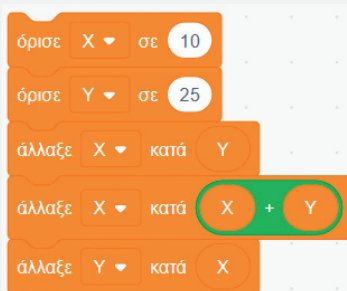 όρισε X σε 10
όρισε Y σε 25
άλλαξε X κατά Y
άλλαξε X κατά X + Y
άλλαξε Y κατά X